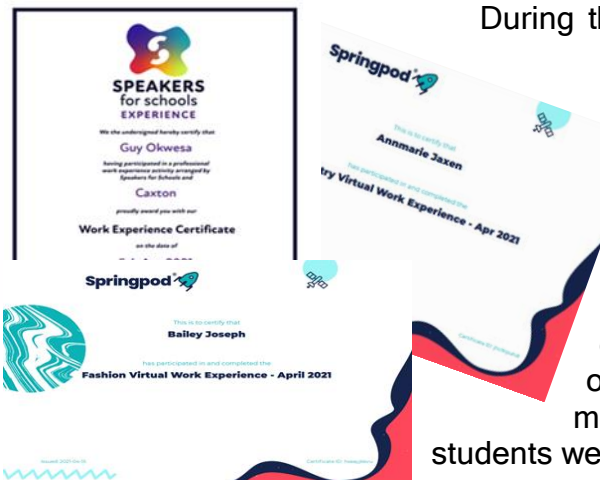 During th
SPEAKERS
for schools
EXPERIENCE
We the undersigned hereby certify that
Guy Okwesa
having participated in a professional
work experience activity arranged by
Speakers for Schools and
Caxton
proudly award you with our
Work Experience Certificate
on the date of
Springpod
This is to certify that
Annmarie Jaxen
has participated in and completed the
try Virtual Work Experience - Apr 2021
Springpod
This is to certify that
Bailey Joseph
has participated in and completed the
Fashion Virtual Work Experience - April 2021
o
m
students we